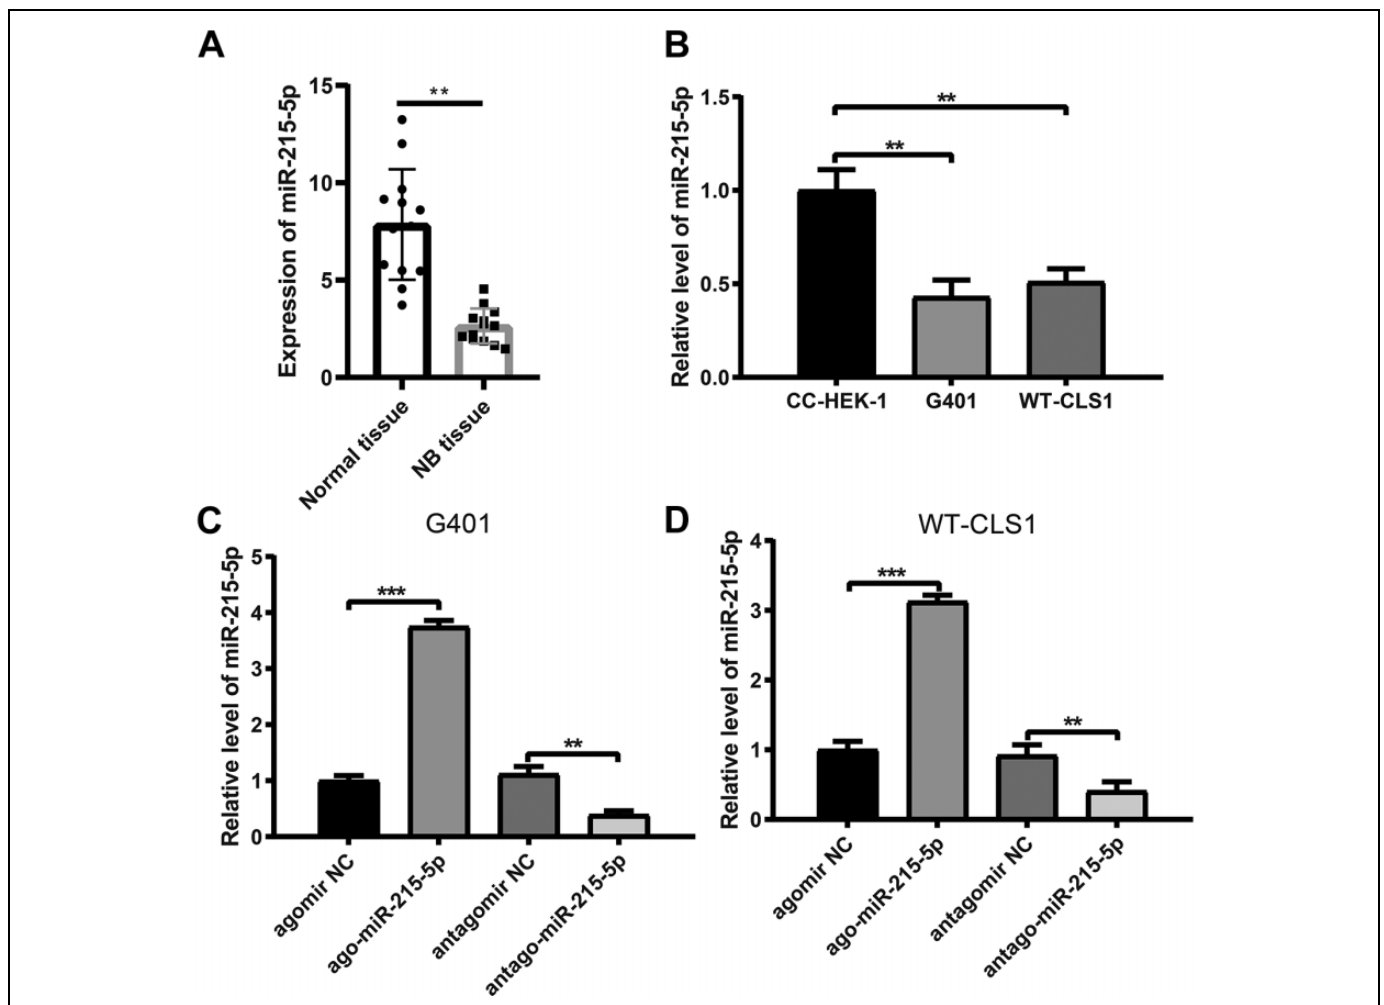 A
Expression of miR-215-5p
15
10
5
0
**
Normal tissue
NB tissue
B
Relative level of miR-215-5p
1.5
1.0
0.5
0.0
**
**
CC-HEK-1
G401
WT-CLS1
C
G401
Relative level of miR-215-5p
5
4
3
2
1
0
***
**
agomir NC
ago-miR-215-5p
antagomir NC
antago-miR-215-5p
D
WT-CLS1
Relative level of miR-215-5p
4
3
2
1
0
***
**
agomir NC
ago-miR-215-5p
antagomir NC
antago-miR-215-5p